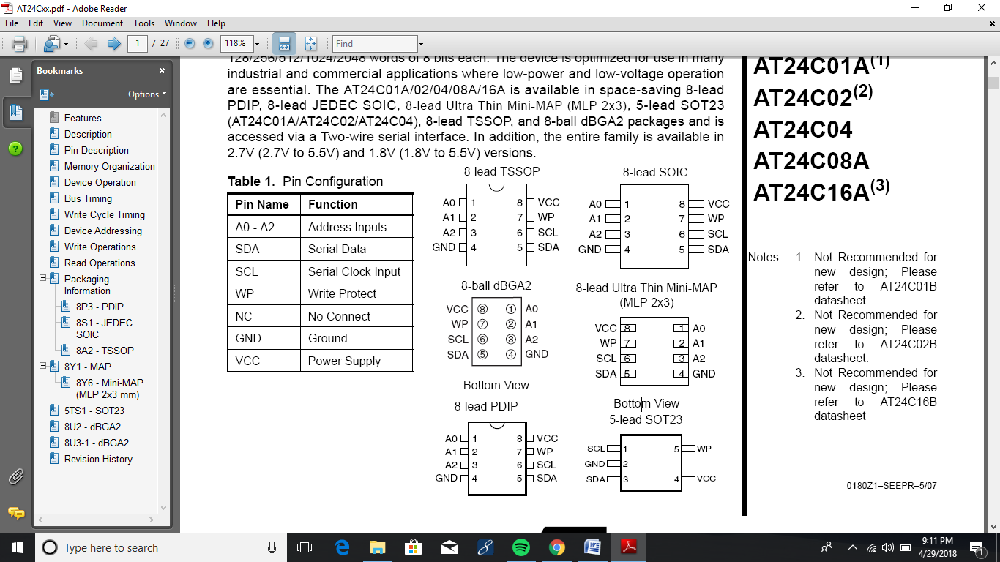 AT24Cxx.pdf - Adobe Reader
File Edit View Document Tools Window Help
1 / 27 118% Find
Bookmarks
Options
Features
Description
Pin Description
Memory Organization
Device Operation
Bus Timing
Write Cycle Timing
Device Addressing
Write Operations
Read Operations
Packaging
Information
8P3 - PDIP
8S1 - JEDEC
SOIC
8A2 - TSSOP
8Y1 - MAP
8Y6 - Mini-MAP
(MLP 2x3 mm)
5TS1 - SOT23
8U2 - dBGA2
8U3-1 - dBGA2
Revision History
128/256/512/1024/2048 words of 8 bits each. The device is optimized for use in many
industrial and commercial applications where low-power and low-voltage operation
are essential. The AT24C01A/02/04/08A/16A is available in space-saving 8-lead
PDIP, 8-lead JEDEC SOIC, 8-lead Ultra Thin Mini-MAP (MLP 2x3), 5-lead SOT23
(AT24C01A/AT24C02/AT24C04), 8-lead TSSOP, and 8-ball dBGA2 packages and is
accessed via a Two-wire serial interface. In addition, the entire family is available in
2.7V (2.7V to 5.5V) and 1.8V (1.8V to 5.5V) versions.
Table 1. Pin Configuration
Pin Name Function
A0 - A2 Address Inputs
SDA Serial Data
SCL Serial Clock Input
WP Write Protect
NC No Connect
GND Ground
VCC Power Supply
8-lead TSSOP
A0 1 8 VCC
A1 2 7 WP
A2 3 6 SCL
GND 4 5 SDA
8-lead SOIC
A0 1 8 VCC
A1 2 7 WP
A2 3 6 SCL
GND 4 5 SDA
8-ball dBGA2
VCC 8 1 A0
WP 7 2 A1
SCL 6 3 A2
SDA 5 4 GND
Bottom View
8-lead Ultra Thin Mini-MAP
(MLP 2x3)
VCC 8 1 A0
WP 7 2 A1
SCL 6 3 A2
SDA 5 4 GND
Bottom View
8-lead PDIP
A0 1 8 VCC
A1 2 7 WP
A2 3 6 SCL
GND 4 5 SDA
5-lead SOT23
SCL 1 5 WP
GND 2
SDA 3 4 VCC
AT24C01A(1)
AT24C02(2)
AT24C04
AT24C08A
AT24C16A(3)
Notes: 1. Not Recommended for
new design; Please
refer to AT24C01B
datasheet.
2. Not Recommended for
new design; Please
refer to AT24C02B
datasheet.
3. Not Recommended for
new design; Please
refer to AT24C16B
datasheet
0180Z1–SEEPR–5/07
Type here to search
9:11 PM
4/29/2018
1